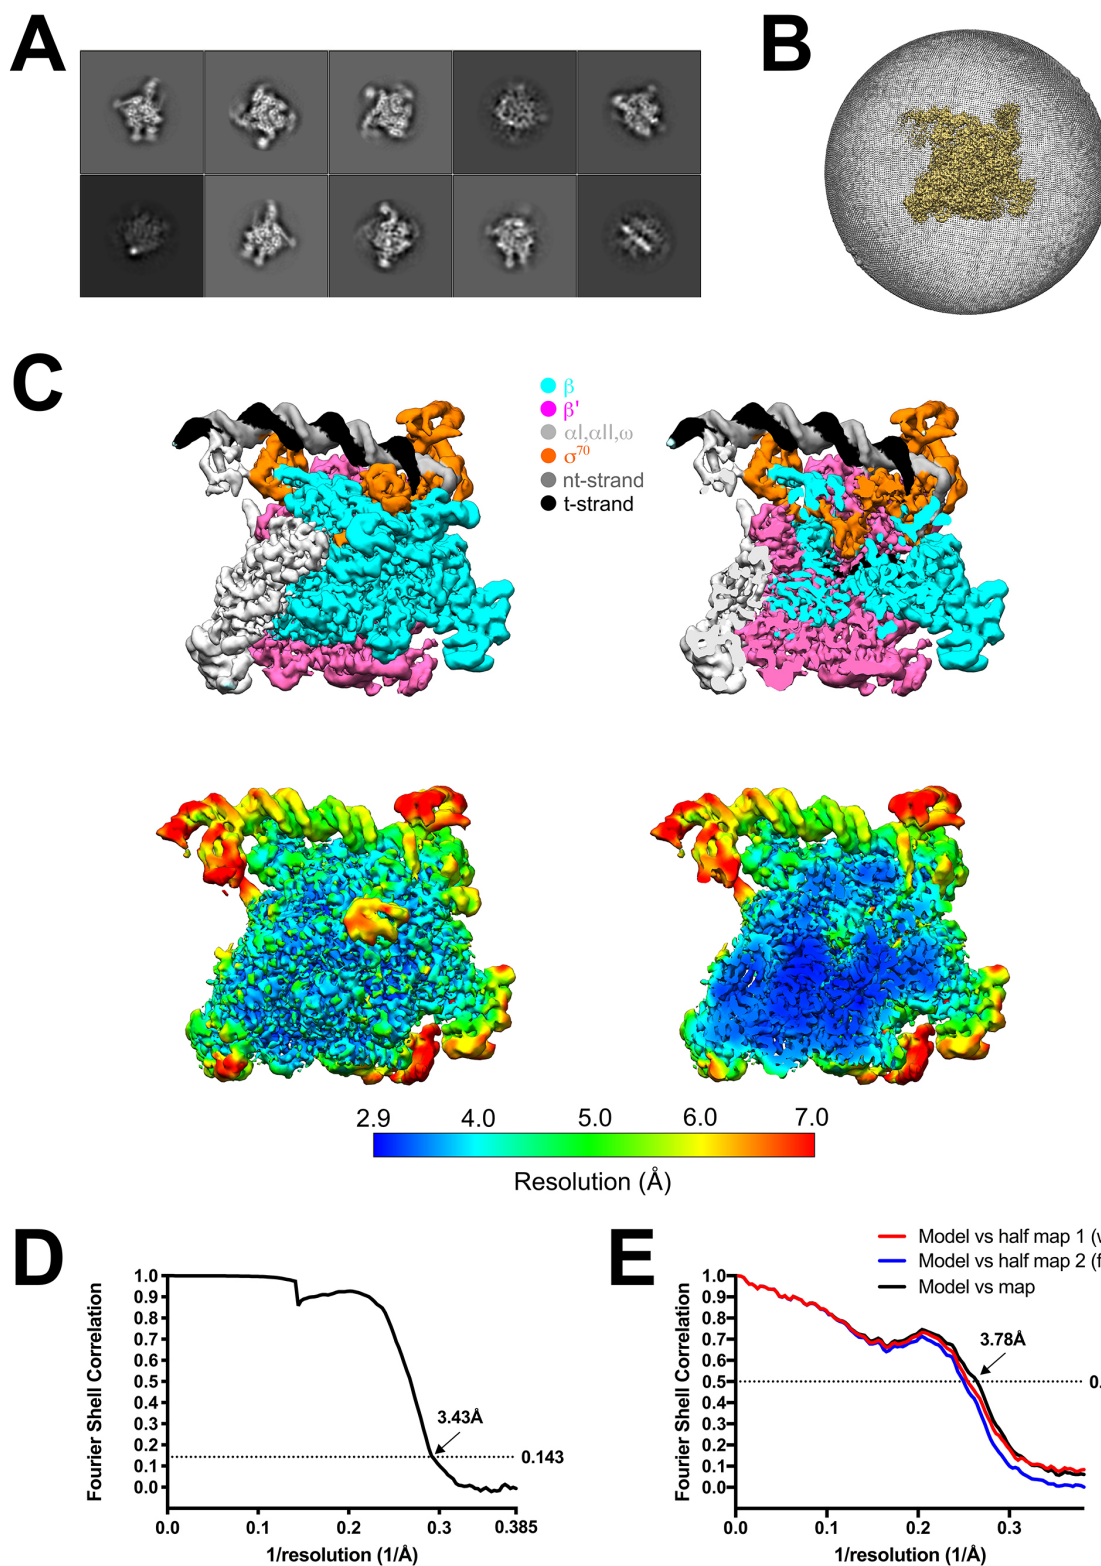 A
B
C
β
β'
αI,αII,ω
σ⁷⁰
nt-strand
t-strand
2.9 4.0 5.0 6.0 7.0
Resolution (Å)
D
1.0
0.9
0.8
0.7
0.6
0.5
0.4
0.3
0.2
0.1
0.0
Fourier Shell Correlation
3.43Å
0.143
0.0 0.1 0.2 0.3 0.385
1/resolution (1/Å)
E
Model vs half map 1 (
Model vs half map 2 (f
Model vs map
1.0
0.9
0.8
0.7
0.6
0.5
0.4
0.3
0.2
0.1
0.0
Fourier Shell Correlation
3.78Å
0.
0.0 0.1 0.2 0.3
1/resolution (1/Å)